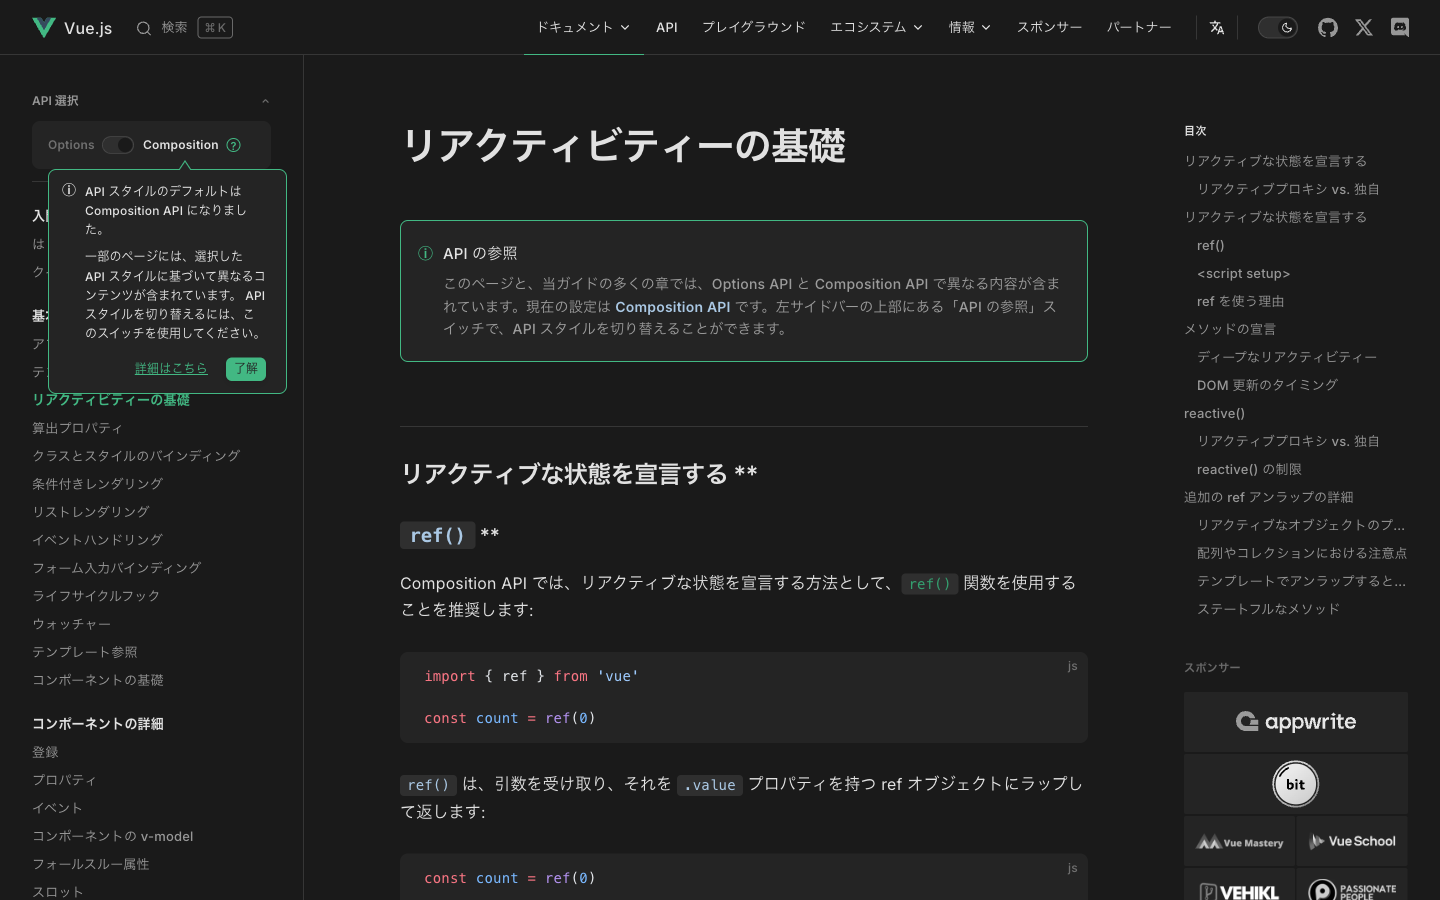 Vue.js
検索
⌘ K
ドキュメント
API
プレイグラウンド
エコシステム
情報
スポンサー
パートナー
API 選択
Options
Composition
?
API スタイルのデフォルトは
Composition API になりまし
た。
一部のページには、選択した
API スタイルに基づいて異なるコ
ンテンツが含まれています。 API
スタイルを切り替えるには、こ
のスイッチを使用してください。
詳細はこちら
了解
リアクティビティーの基礎
算出プロパティ
クラスとスタイルのバインディング
条件付きレンダリング
リストレンダリング
イベントハンドリング
フォーム入力バインディング
ライフサイクルフック
ウォッチャー
テンプレート参照
コンポーネントの基礎
コンポーネントの詳細
登録
プロパティ
イベント
コンポーネントの v-model
フォールスルー属性
スロット
リアクティビティーの基礎
API の参照
このページと、当ガイドの多くの章では、Options API と Composition API で異なる内容が含ま
れています。現在の設定は Composition API です。左サイドバーの上部にある「API の参照」ス
イッチで、API スタイルを切り替えることができます。
リアクティブな状態を宣言する **
ref() **
Composition API では、リアクティブな状態を宣言する方法として、 ref() 関数を使用する
ことを推奨します:
js
import { ref } from 'vue'
const count = ref(0)
ref() は、引数を受け取り、それを .value プロパティを持つ ref オブジェクトにラップし
て返します:
js
const count = ref(0)
目次
リアクティブな状態を宣言する
リアクティブプロキシ vs. 独自
リアクティブな状態を宣言する
ref()
<script setup>
ref を使う理由
メソッドの宣言
ディープなリアクティビティー
DOM 更新のタイミング
reactive()
リアクティブプロキシ vs. 独自
reactive() の制限
追加の ref アンラップの詳細
リアクティブなオブジェクトのプ...
配列やコレクションにおける注意点
テンプレートでアンラップすると...
ステートフルなメソッド
スポンサー
appwrite
bit
Vue Mastery
Vue School
VEHIKL
PASSIONATE
PEOPLE